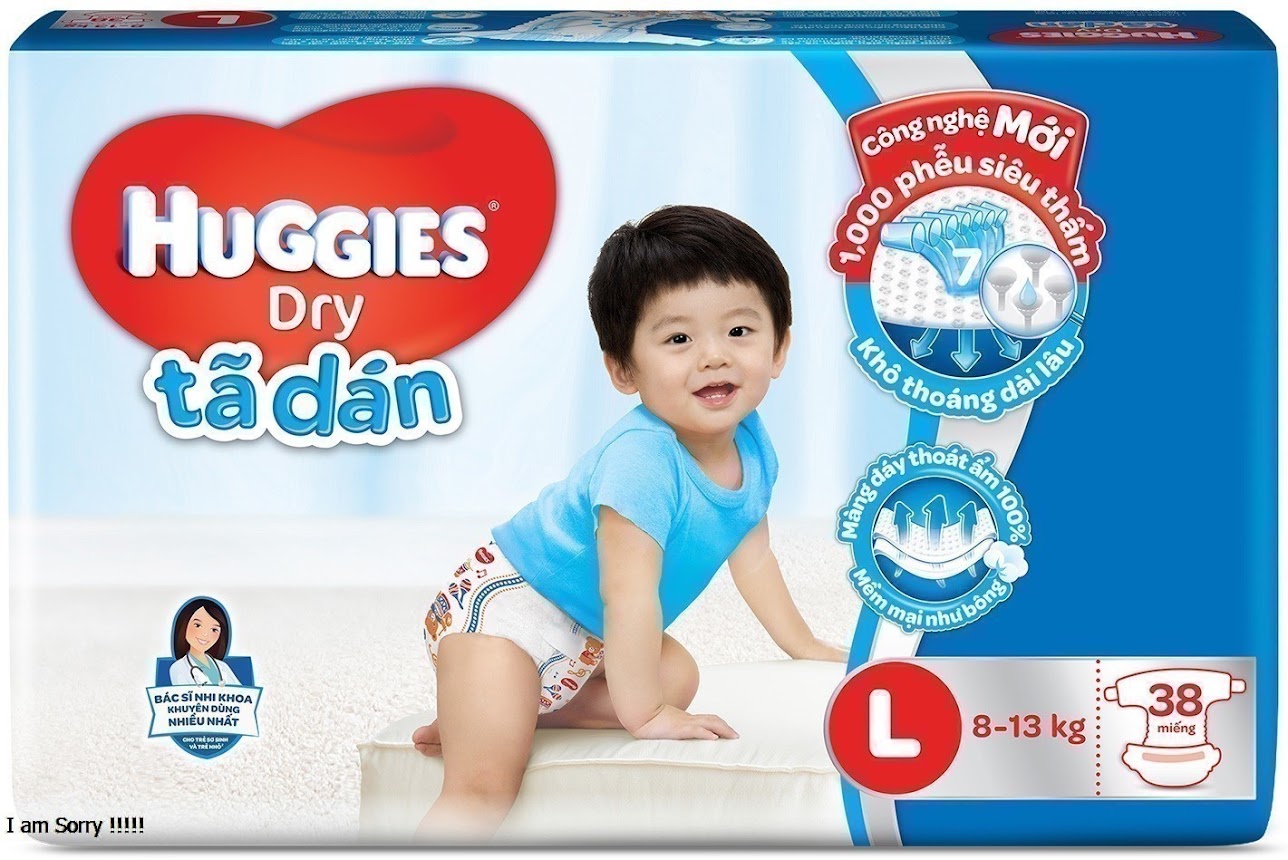 L
HUGGIES
DRY
HUGGIES®
Dry
tã dán
Công nghệ Mới
1,000 phễu siêu thấm
7
Khô thoáng dài lâu
Màng đáy thoát ẩm 100%
Mềm mại như bông
BÁC SĨ NHI KHOA
KHUYÊN DÙNG
NHIỀU NHẤT
CHO TRẺ SƠ SINH
VÀ TRẺ NHỎ
L
8-13 kg
38
miếng
I am Sorry !!!!!